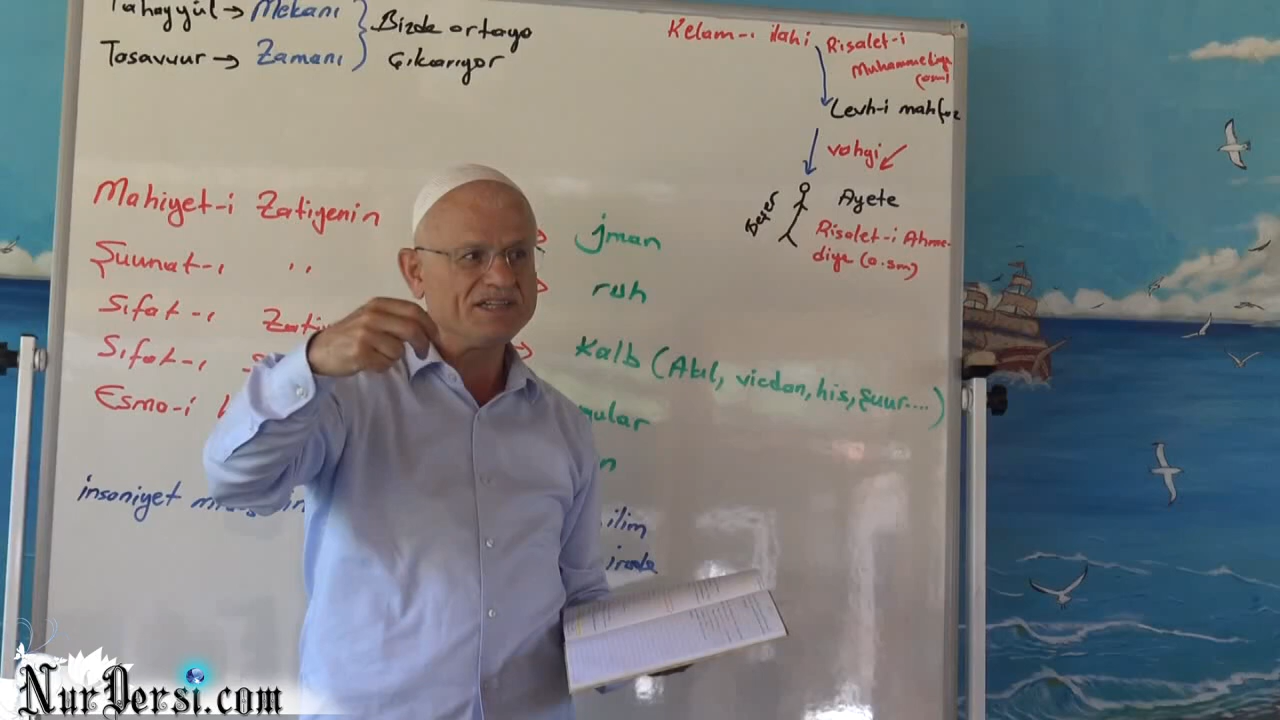 Tahayyül → Mekanı
Tasavvur → Zamanı
Bizde ortaya
Çıkarıyor
Kelam-ı ilahi
Risalet-i
Muhammediye
(asm)
Levh-i mahfuz
vahyi
Beşer
Ayete
Risalet-i Ahme-
diye (a.sm)
Mahiyet-i Zatiyenin
iman
Şuunat-ı "
ruh
Sıfat-ı
Sıfat-ı
Kalb (Akıl, vicdan, his, şuur....)
Esma-i
insaniyet
ilim
irade
NurDersi.com